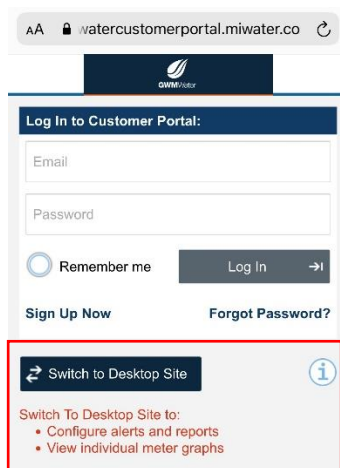 AA watercustomerportal.miwater.co
GWMWater
Log In to Customer Portal:
Email
Password
Remember me Log In
Sign Up Now Forgot Password?
Switch to Desktop Site i
Switch To Desktop Site to:
• Configure alerts and reports
• View individual meter graphs